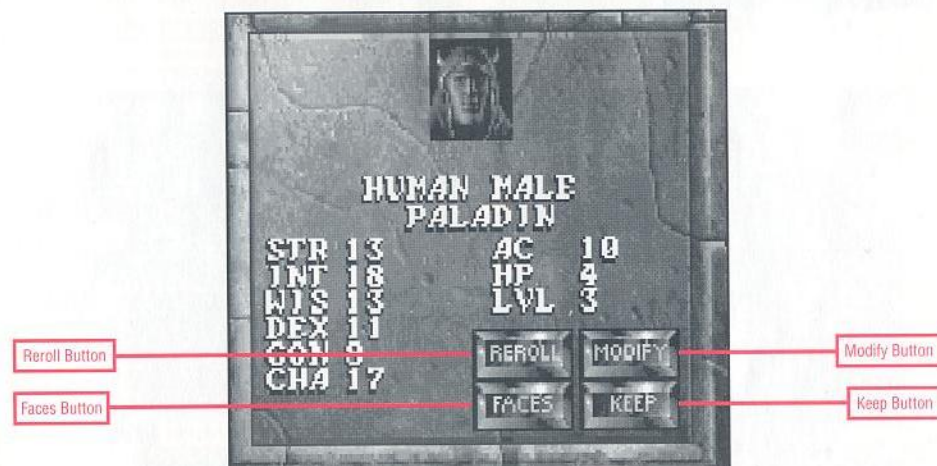 HUMAN MALE
PALADIN
STR 13
INT 18
WIS 13
DEX 11
CON
CHA 17
AC 10
HP 4
LVL 3
REROLL
MODIFY
FACES
KEEP
Reroll Button
Faces Button
Modify Button
Keep Button